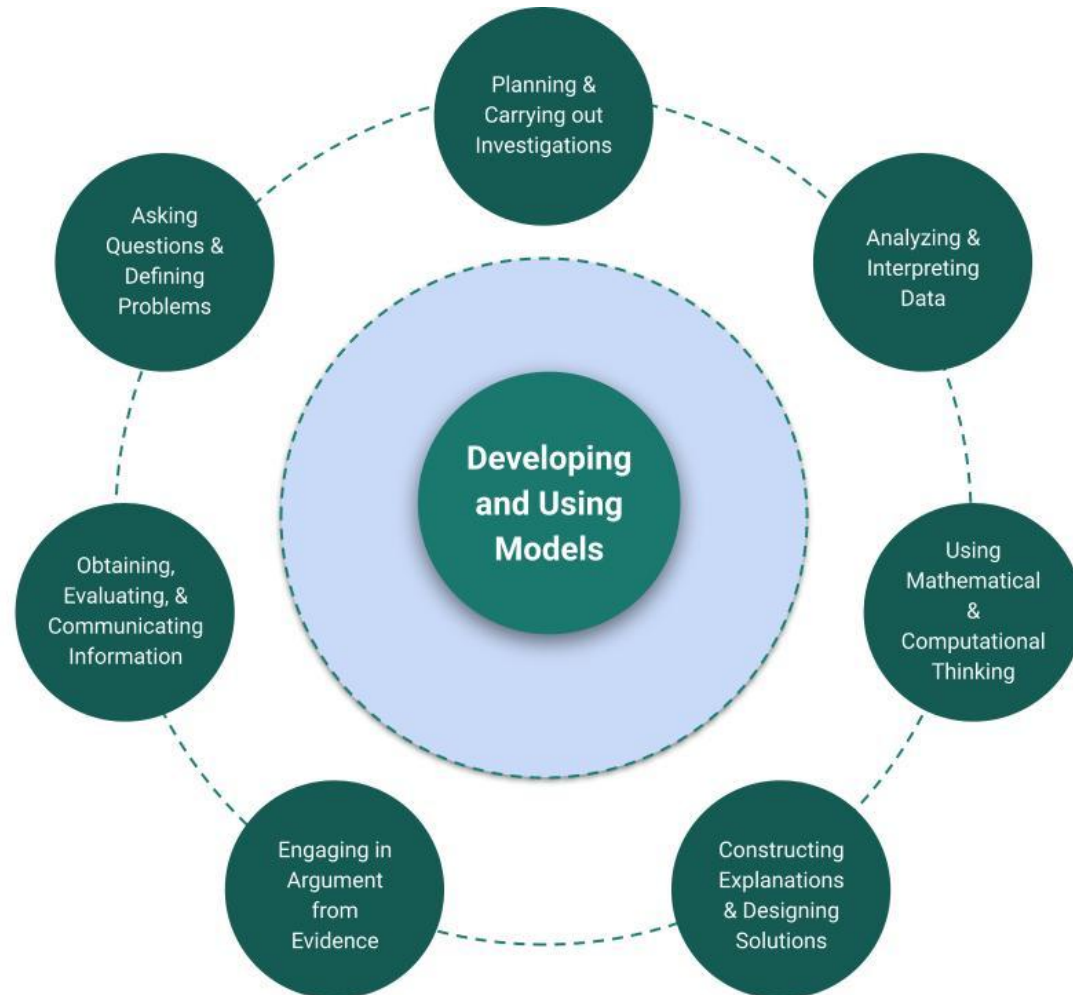 Planning &
Carrying out
Investigations
Asking
Questions &
Defining
Problems
Analyzing &
Interpreting
Data
Developing
and Using
Models
Obtaining,
Evaluating, &
Communicating
Information
Using
Mathematical
&
Computational
Thinking
Engaging in
Argument
from
Evidence
Constructing
Explanations
& Designing
Solutions